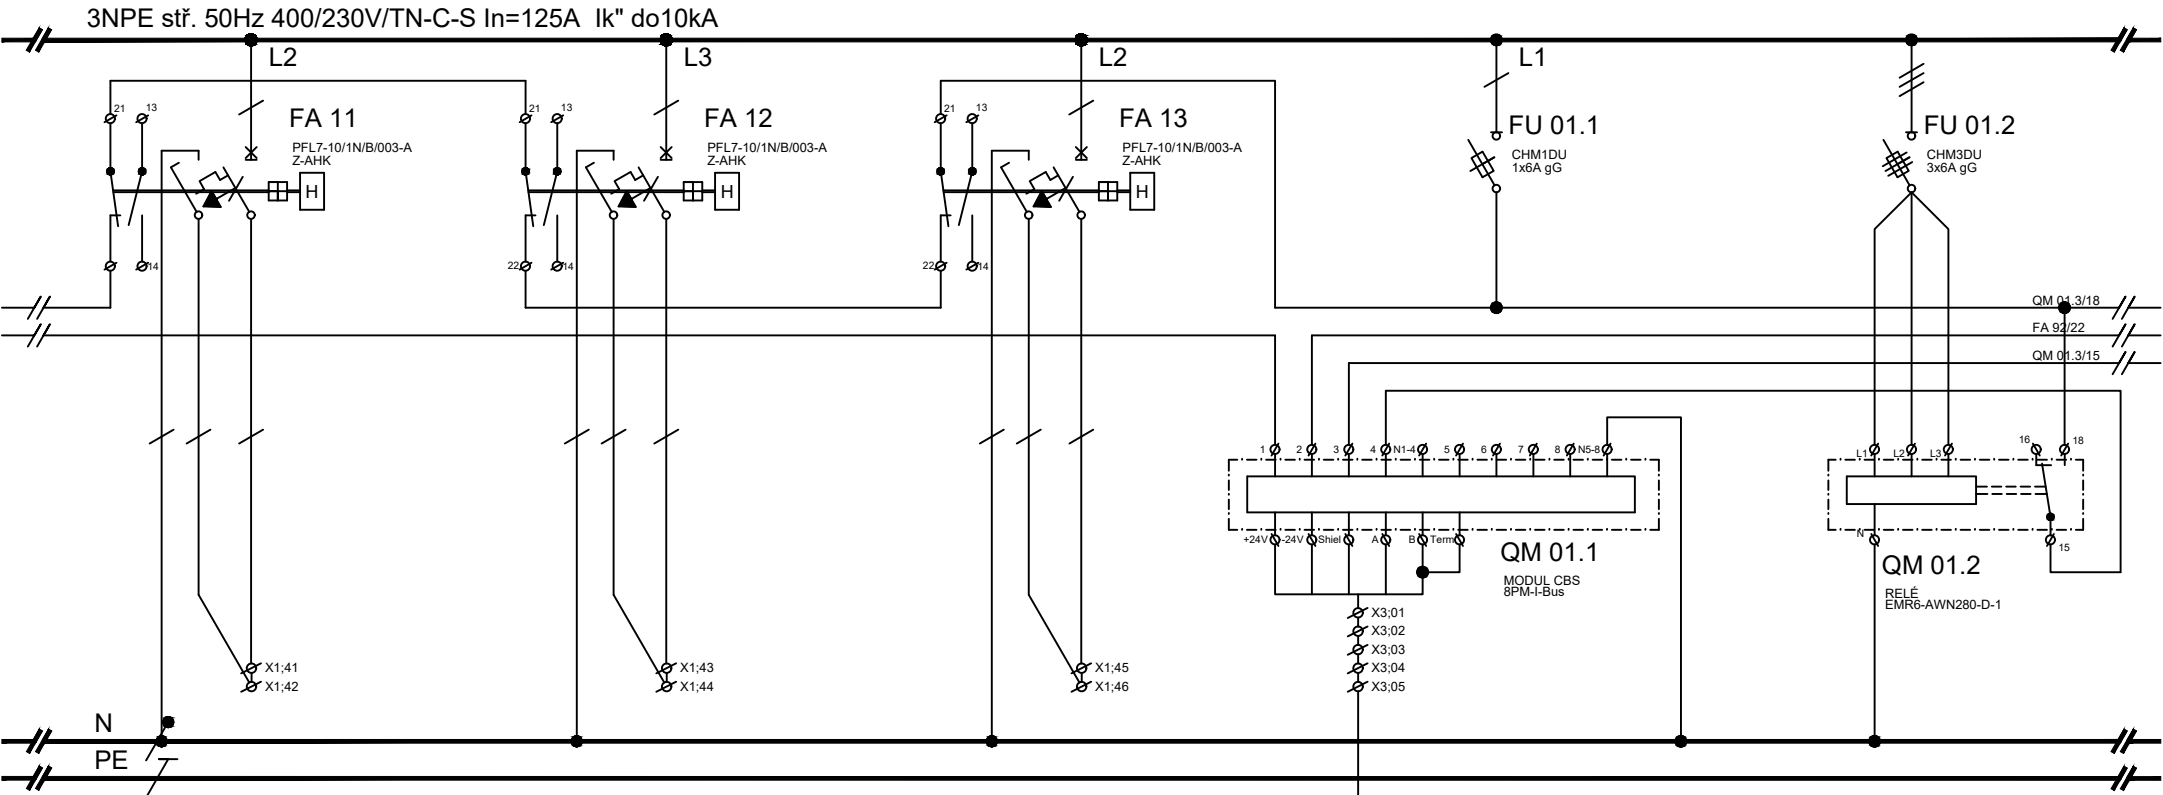 3NPE stř. 50Hz 400/230V/TN-C-S In=125A Ik" do10kA
L2
L3
L2
L1
21
13
FA 11
PFL7-10/1N/B/003-A
Z-AHK
H
14
21
13
FA 12
PFL7-10/1N/B/003-A
Z-AHK
H
22
14
21
13
FA 13
PFL7-10/1N/B/003-A
Z-AHK
H
22
14
FU 01.1
CHM1DU
1x6A gG
FU 01.2
CHM3DU
3x6A gG
QM 01.3/18
FA 92/22
QM 01.3/15
1
2
3
4
N1-4
5
6
7
8
N5-8
+24V
-24V
Shiel
A
B
Term
QM 01.1
MODUL CBS
8PM-I-Bus
L1
L2
L3
16
18
N
15
QM 01.2
RELÉ
EMR6-AWN280-D-1
X1;41
X1;42
X1;43
X1;44
X1;45
X1;46
X3;01
X3;02
X3;03
X3;04
X3;05
N
PE